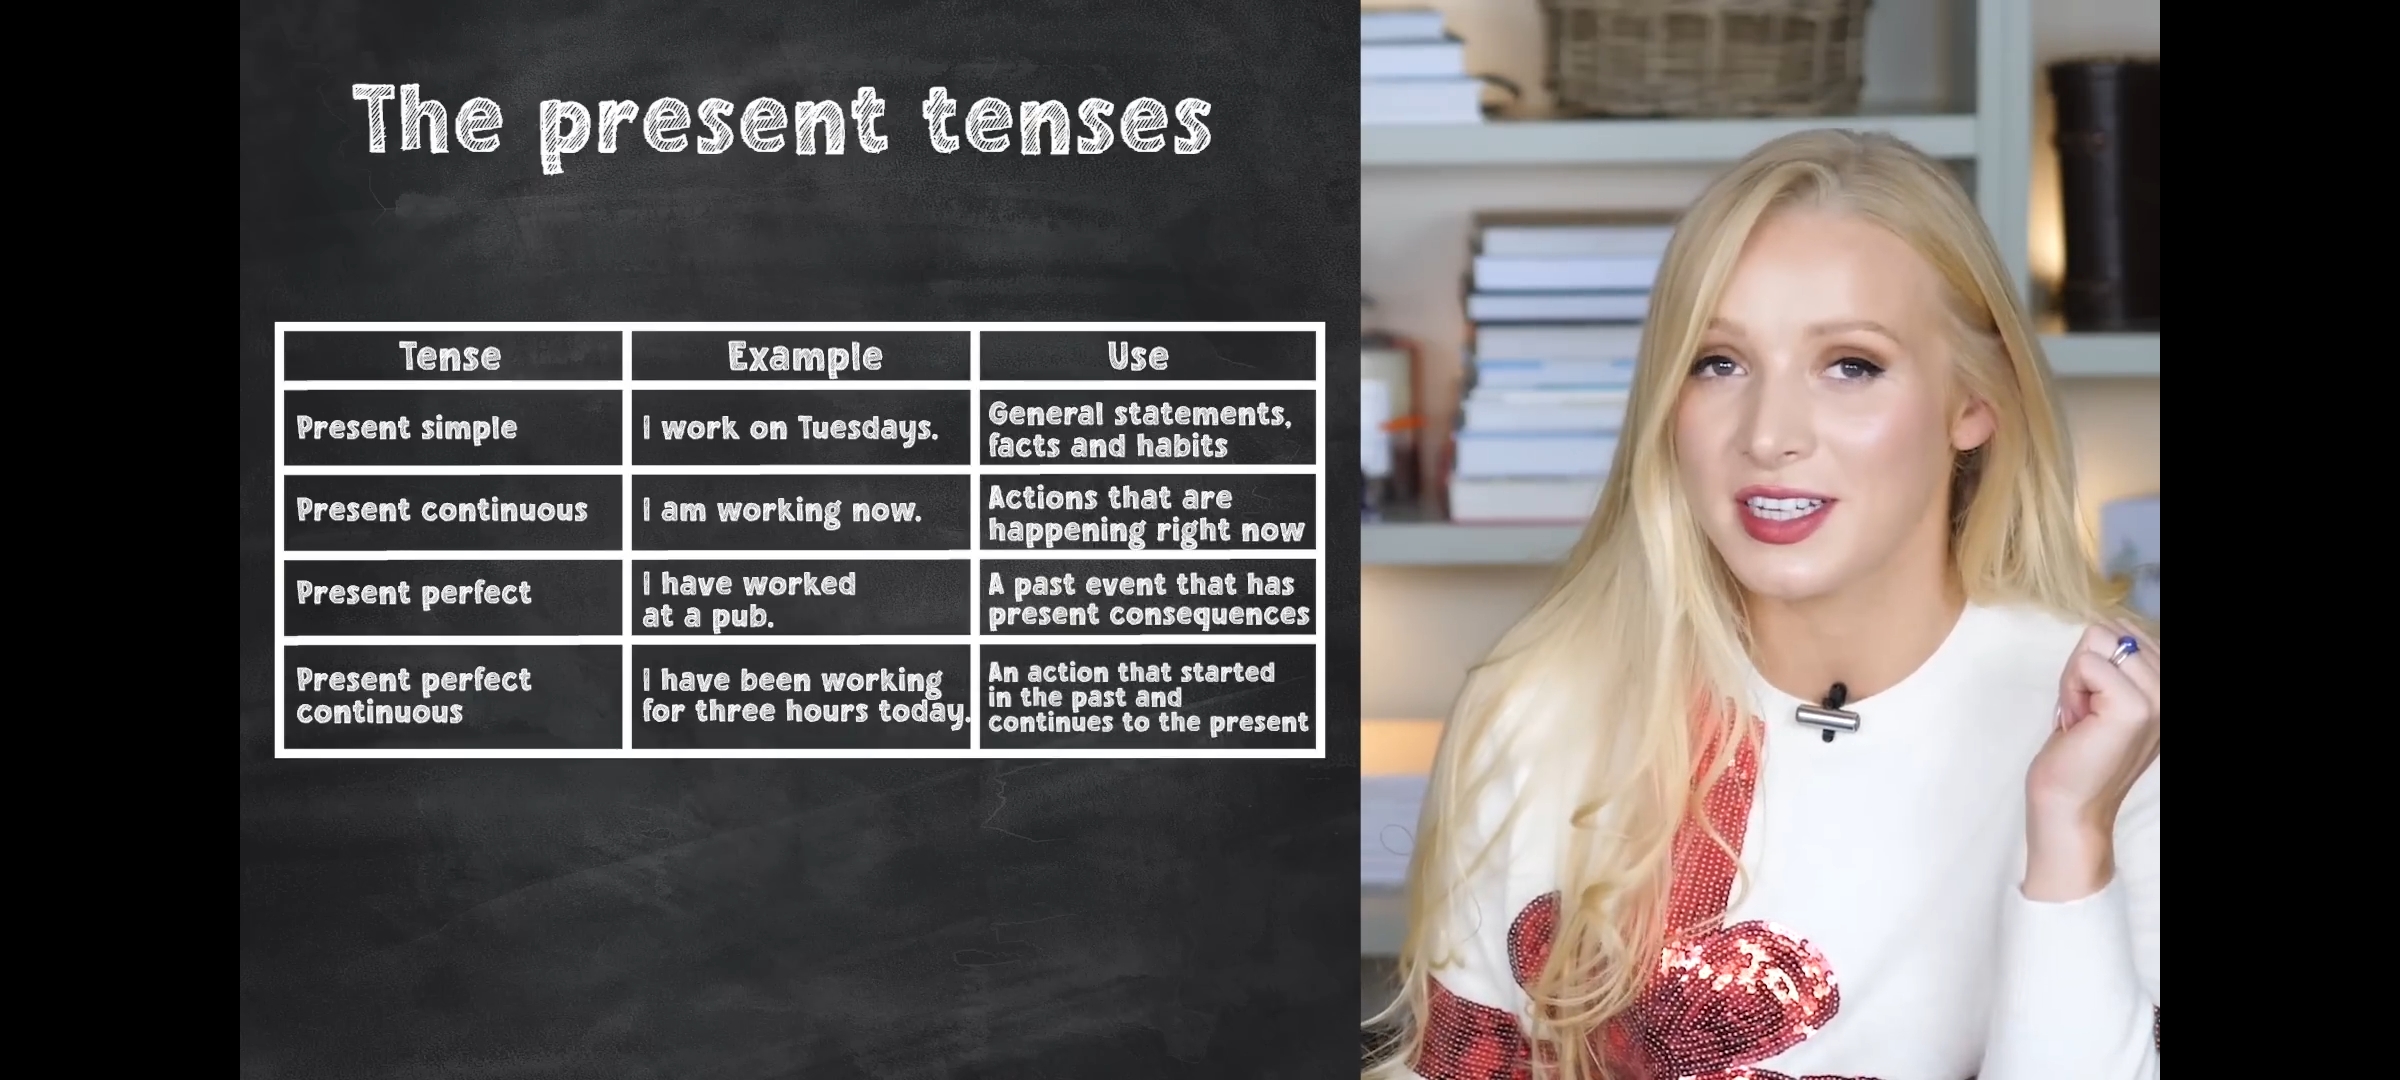 The present tenses
Tense
Example
Use
Present simple
I work on Tuesdays.
General statements,
facts and habits
Present continuous
I am working now.
Actions that are
happening right now
Present perfect
I have worked
at a pub.
A past event that has
present consequences
Present perfect
continuous
I have been working
for three hours today.
An action that started
in the past and
continues to the present